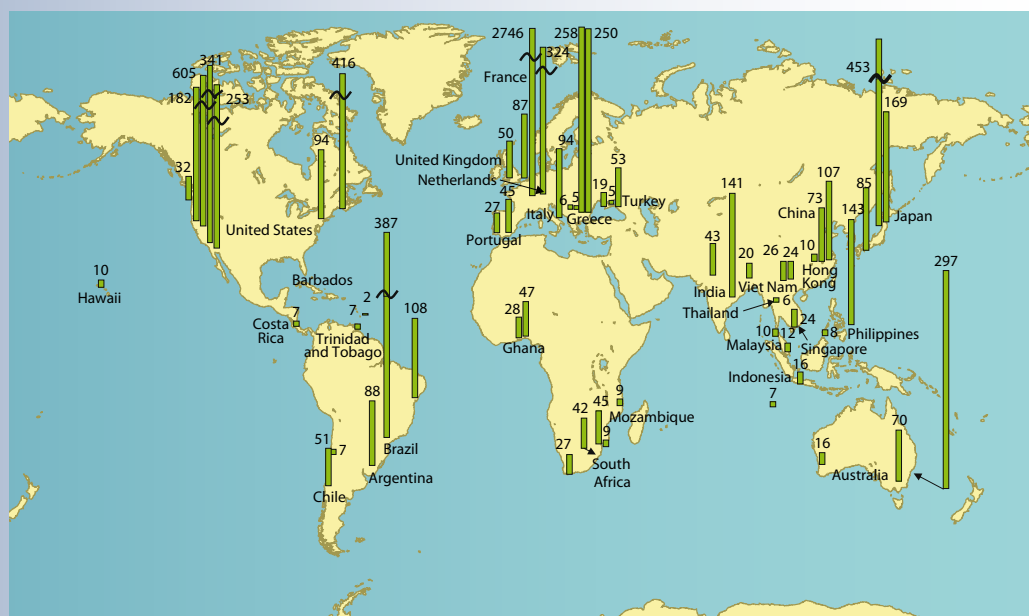 2746
258
250
341
324
416
605
453
France
182
253
169
87
50
94
94
United Kingdom
53
32
Netherlands
19
141
107
85
45
6
5
5
73
Italy
Greece
Turkey
China
143
Japan
27
United States
387
Portugal
43
20
26
24
10
297
10
Barbados
India
Viet Nam
Hong
Kong
Hawaii
2
47
Thailand
6
7
7
108
28
24
Costa
Rica
Trinidad
and Tobago
Ghana
10
12
8
Philippines
Malaysia
Singapore
16
Indonesia
88
9
7
42
45
Mozambique
70
51
7
Brazil
27
9
16
South
Africa
Australia
Argentina
Chile